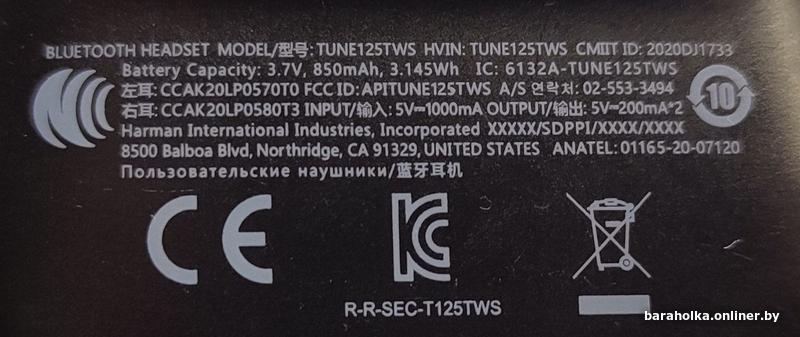 BLUETOOTH HEADSET MODEL/型号: TUNE125TWS HVIN: TUNE125TWS CMIIT ID: 2020DJ1733
Battery Capacity: 3.7V, 850mAh, 3.145Wh IC: 6132A-TUNE125TWS
左耳: CCAK20LP0570T0 FCC ID: APITUNE125TWS A/S 연락처: 02-553-3494
右耳: CCAK20LP0580T3 INPUT/输入: 5V⎓1000mA OUTPUT/输出: 5V⎓200mA*2
10
Harman International Industries, Incorporated XXXXX/SDPPI/XXXX/XXXX
8500 Balboa Blvd, Northridge, CA 91329, UNITED STATES ANATEL: 01165-20-07120
Пользовательские наушники/蓝牙耳机
CE
R-R-SEC-T125TWS
baraholka.onliner.by